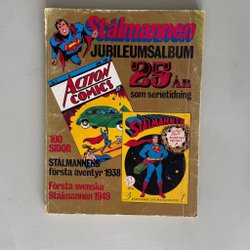 Stålmannen
JUBILEUMSALBUM
25 ÅR
som serietidning
ACTION
COMICS
100
SIDOR
STÅLMANNENS
första äventyr 1938
Första svenska
Stålmannen 1949
STÅLMANNEN